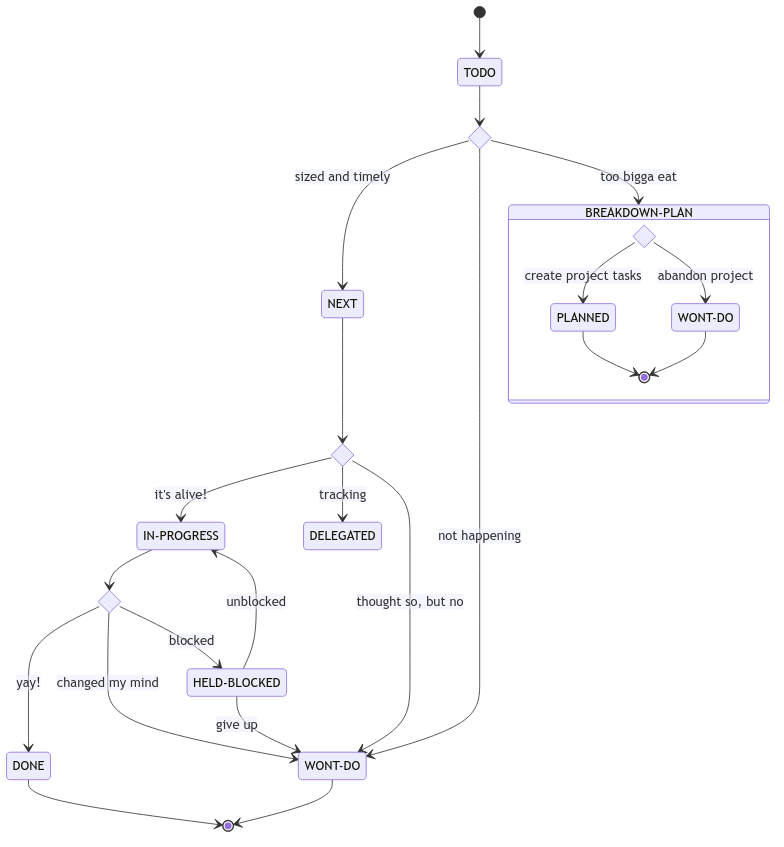 TODO
sized and timely
too bigga eat
BREAKDOWN-PLAN
create project tasks
abandon project
NEXT
PLANNED
WONT-DO
it's alive!
tracking
IN-PROGRESS
DELEGATED
not happening
unblocked
thought so, but no
blocked
yay!
changed my mind
HELD-BLOCKED
give up
DONE
WONT-DO